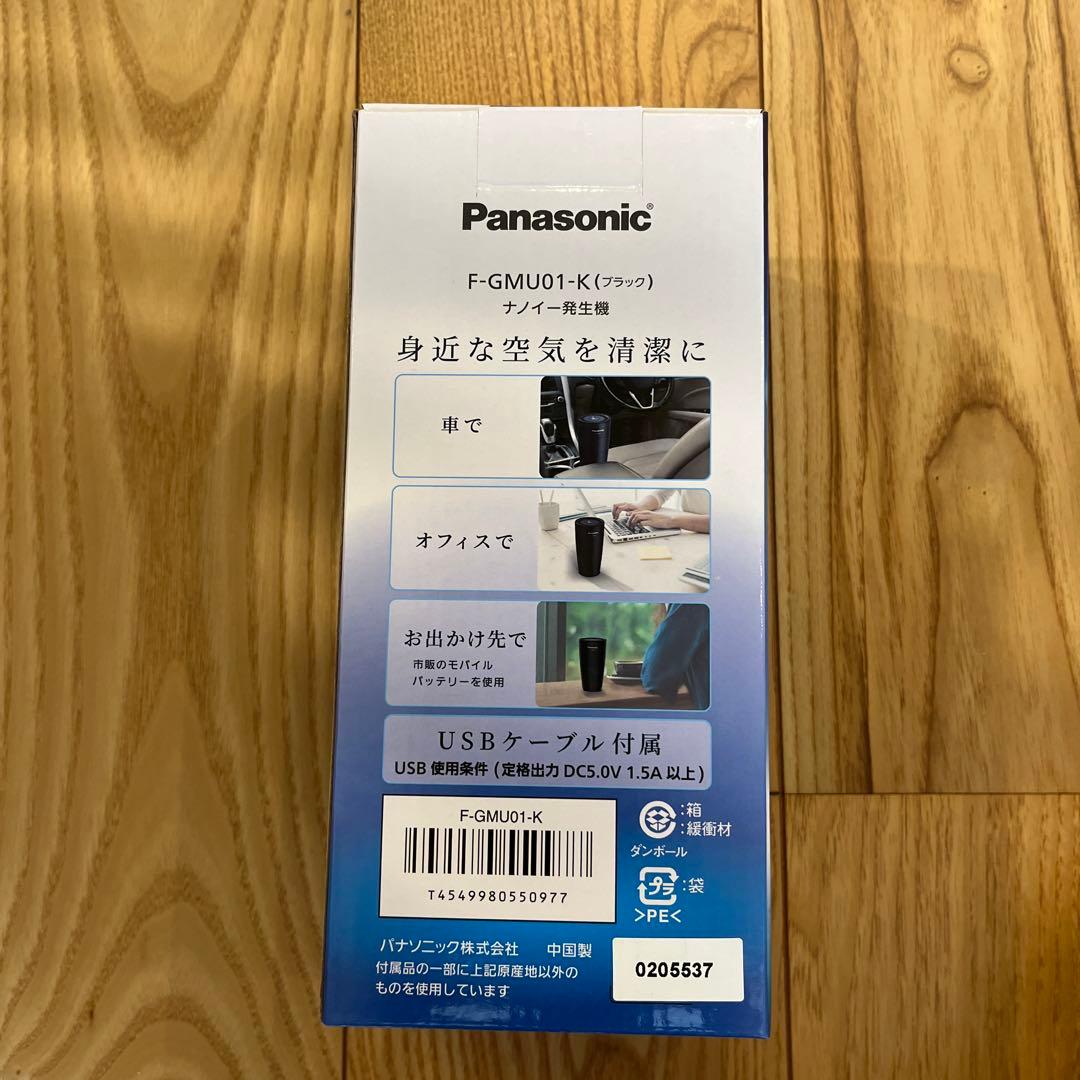 Panasonic®
F-GMU01-K(ブラック)
ナノイー発生機
身近な空気を清潔に
車で
オフィスで
お出かけ先で
市販のモバイル
バッテリーを使用
USBケーブル付属
USB 使用条件 (定格出力 DC5.0V 1.5A 以上)
F-GMU01-K
T4549980550977
:箱
:緩衝材
ダンボール
プラ:袋
>PE<
パナソニック株式会社 中国製
付属品の一部に上記原産地以外の
ものを使用しています
0205537